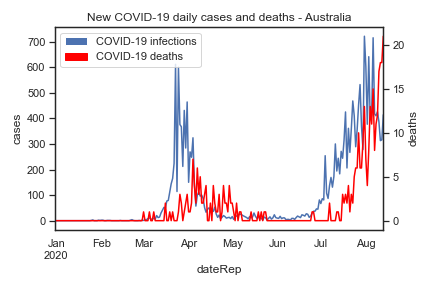 New COVID-19 daily cases and deaths - Australia
COVID-19 infections
COVID-19 deaths
700
600
500
400
300
200
100
0
cases
20
15
10
5
0
deaths
Jan Feb Mar Apr May Jun Jul Aug
2020
dateRep